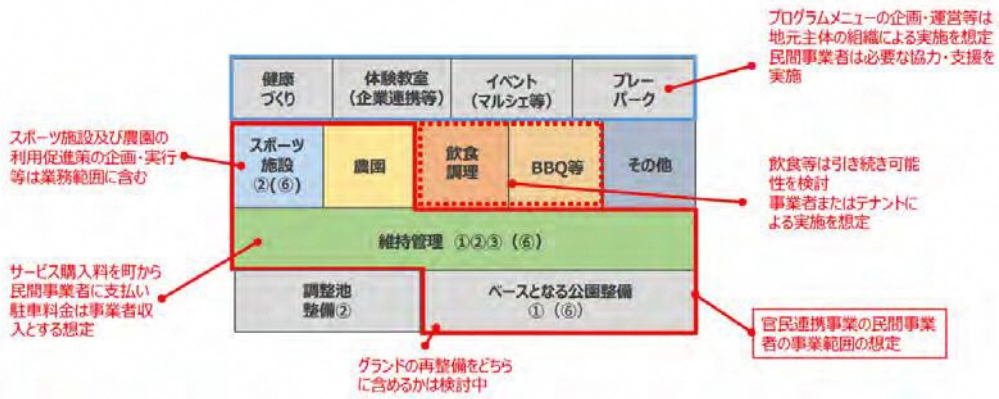 プログラムメニューの企画・運営等は
地元主体の組織による実施を想定
民間事業者は必要な協力・支援を
実施
健康
づくり
体験教室
(企業連携等)
イベント
(マルシェ等)
プレー
パーク
スポーツ施設及び農園の
利用促進策の企画・実行
等は業務範囲に含む
スポーツ
施設
②(⑥)
農園
飲食
調理
BBQ等
その他
飲食等は引き続き可能
性を検討
事業者またはテナントに
よる実施を想定
維持管理 ①②③ (⑥)
サービス購入料を町から
民間事業者に支払い
駐車料金は事業者収
入とする想定
調整池
整備②
ベースとなる公園整備
① (⑥)
官民連携事業の民間事業
者の事業範囲の想定
グランドの再整備をどちら
に含めるかは検討中